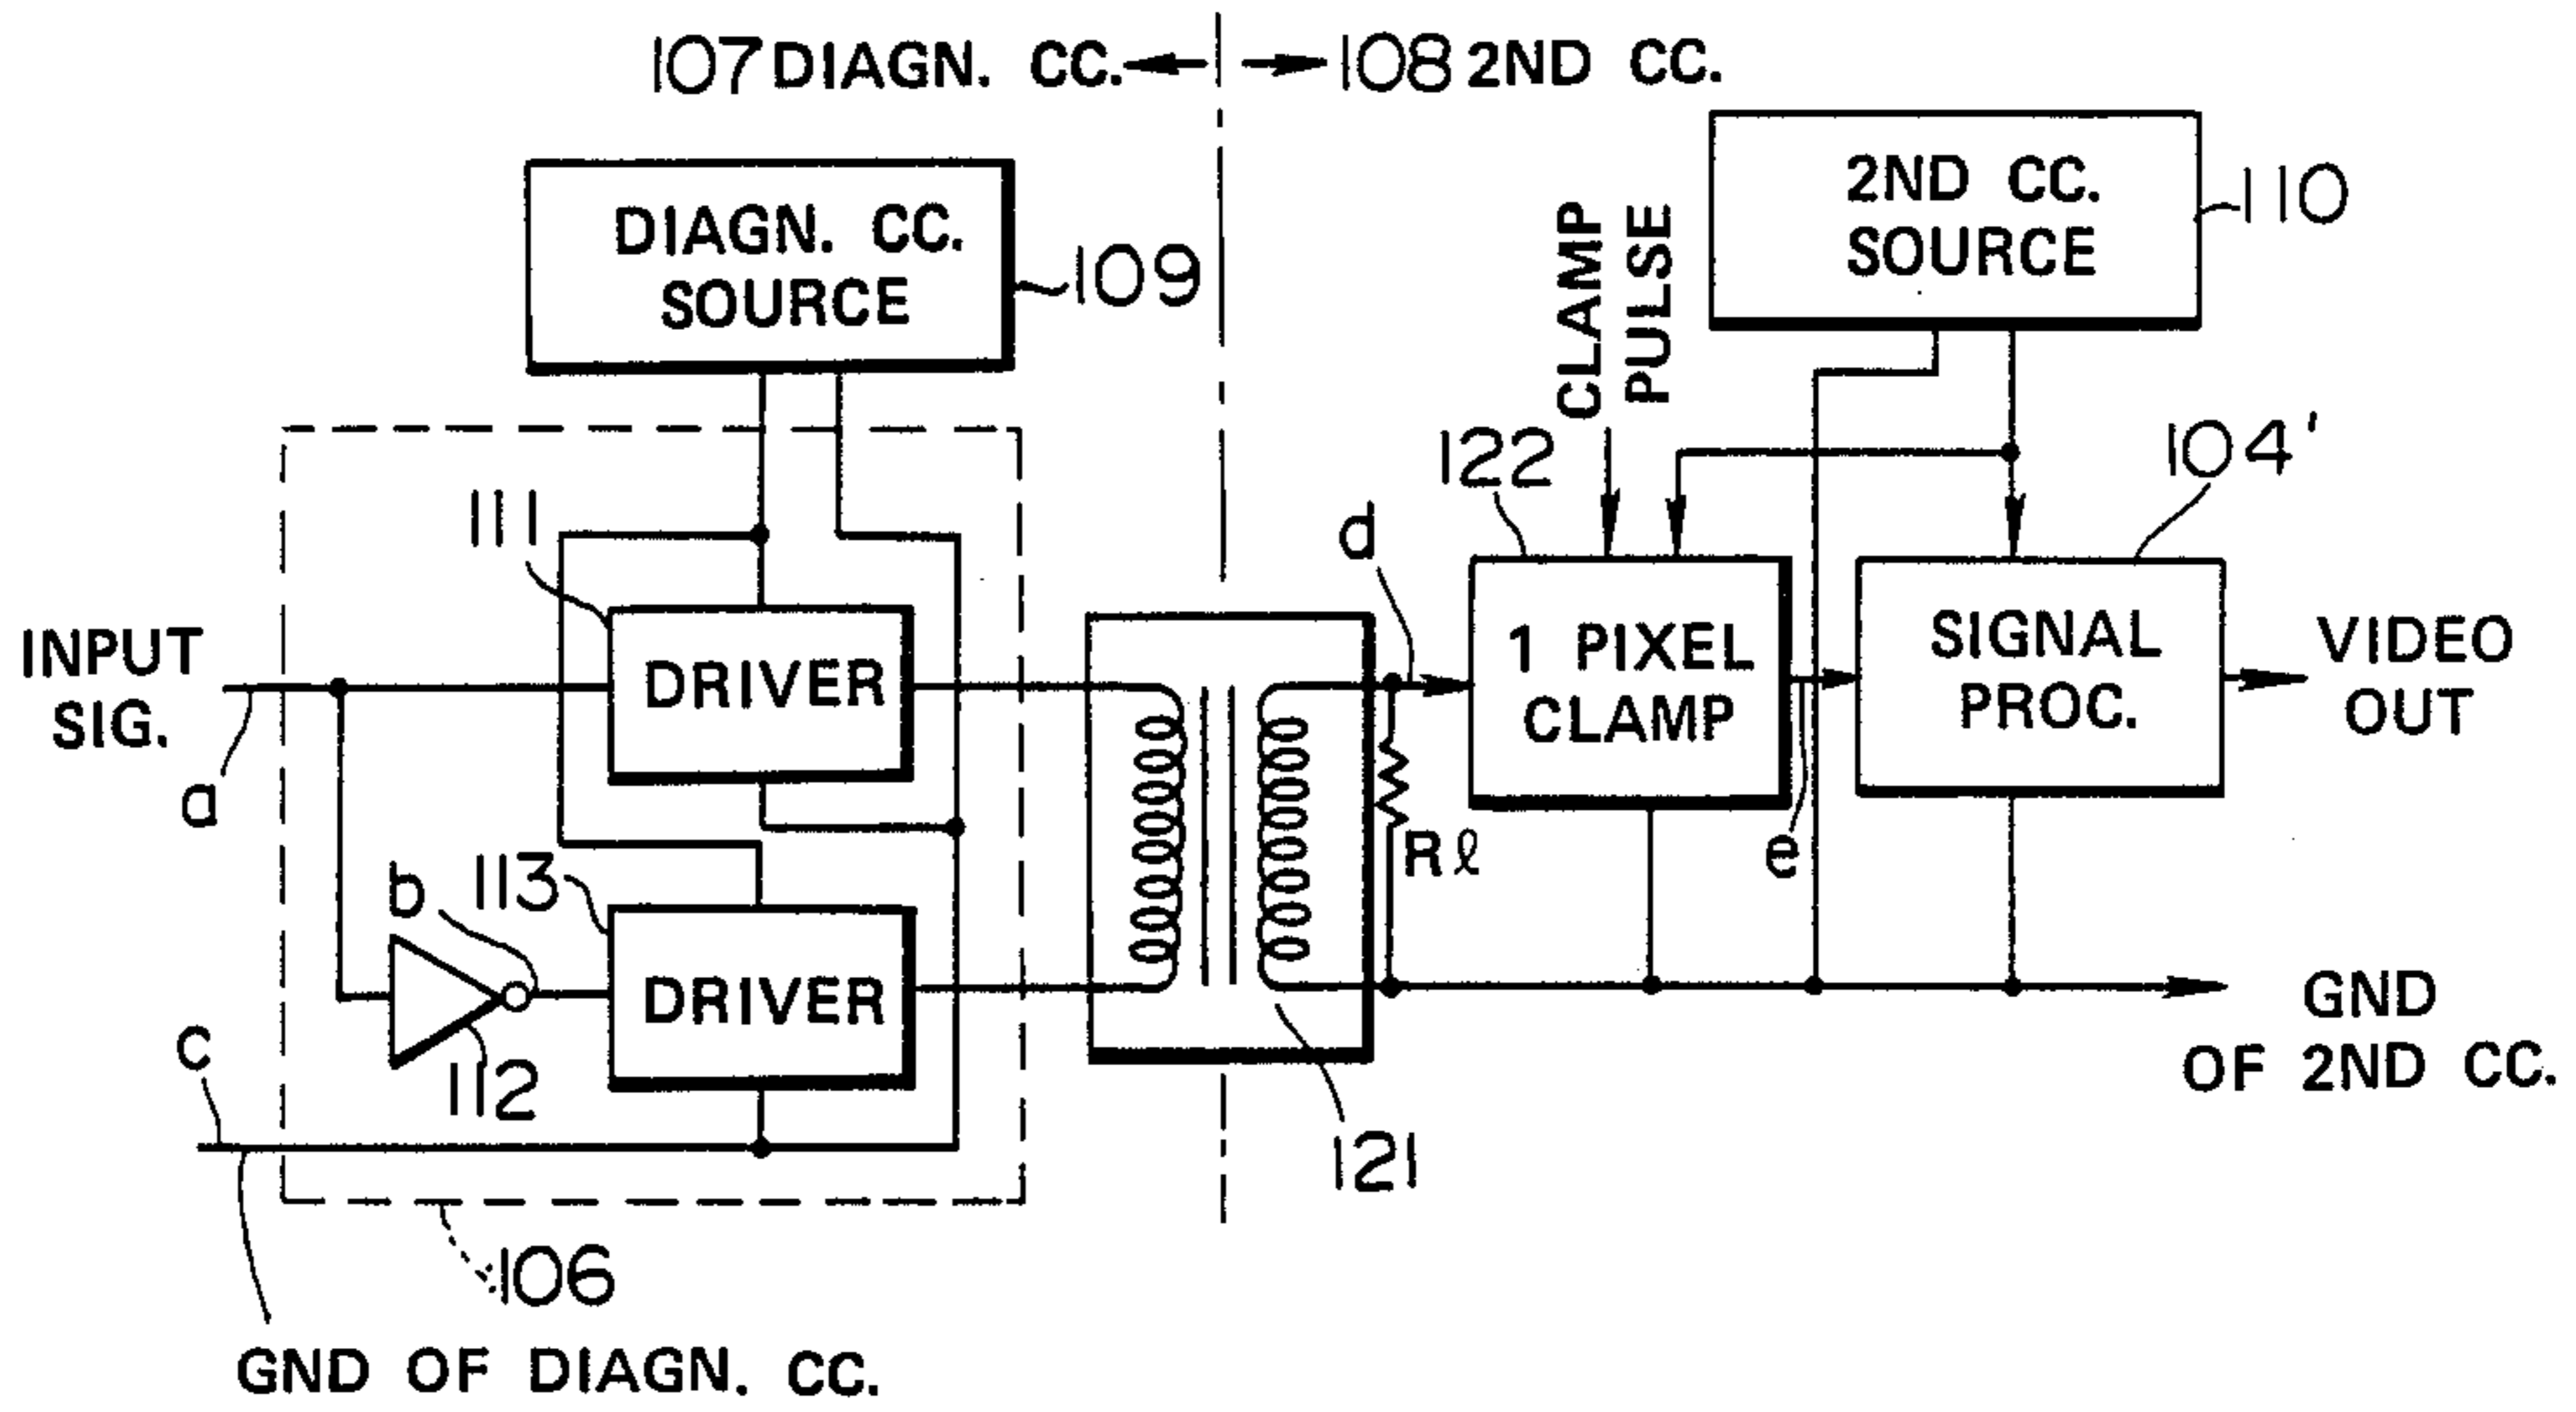 107 DIAGN. CC.
108 2ND CC.
DIAGN. CC.
SOURCE
109
2ND CC.
SOURCE
110
CLAMP
PULSE
122
104'
111
d
INPUT
SIG.
a
DRIVER
1 PIXEL
CLAMP
SIGNAL
PROC.
VIDEO
OUT
Rℓ
e
b
113
c
112
DRIVER
GND
OF 2ND CC.
121
106
GND OF DIAGN. CC.